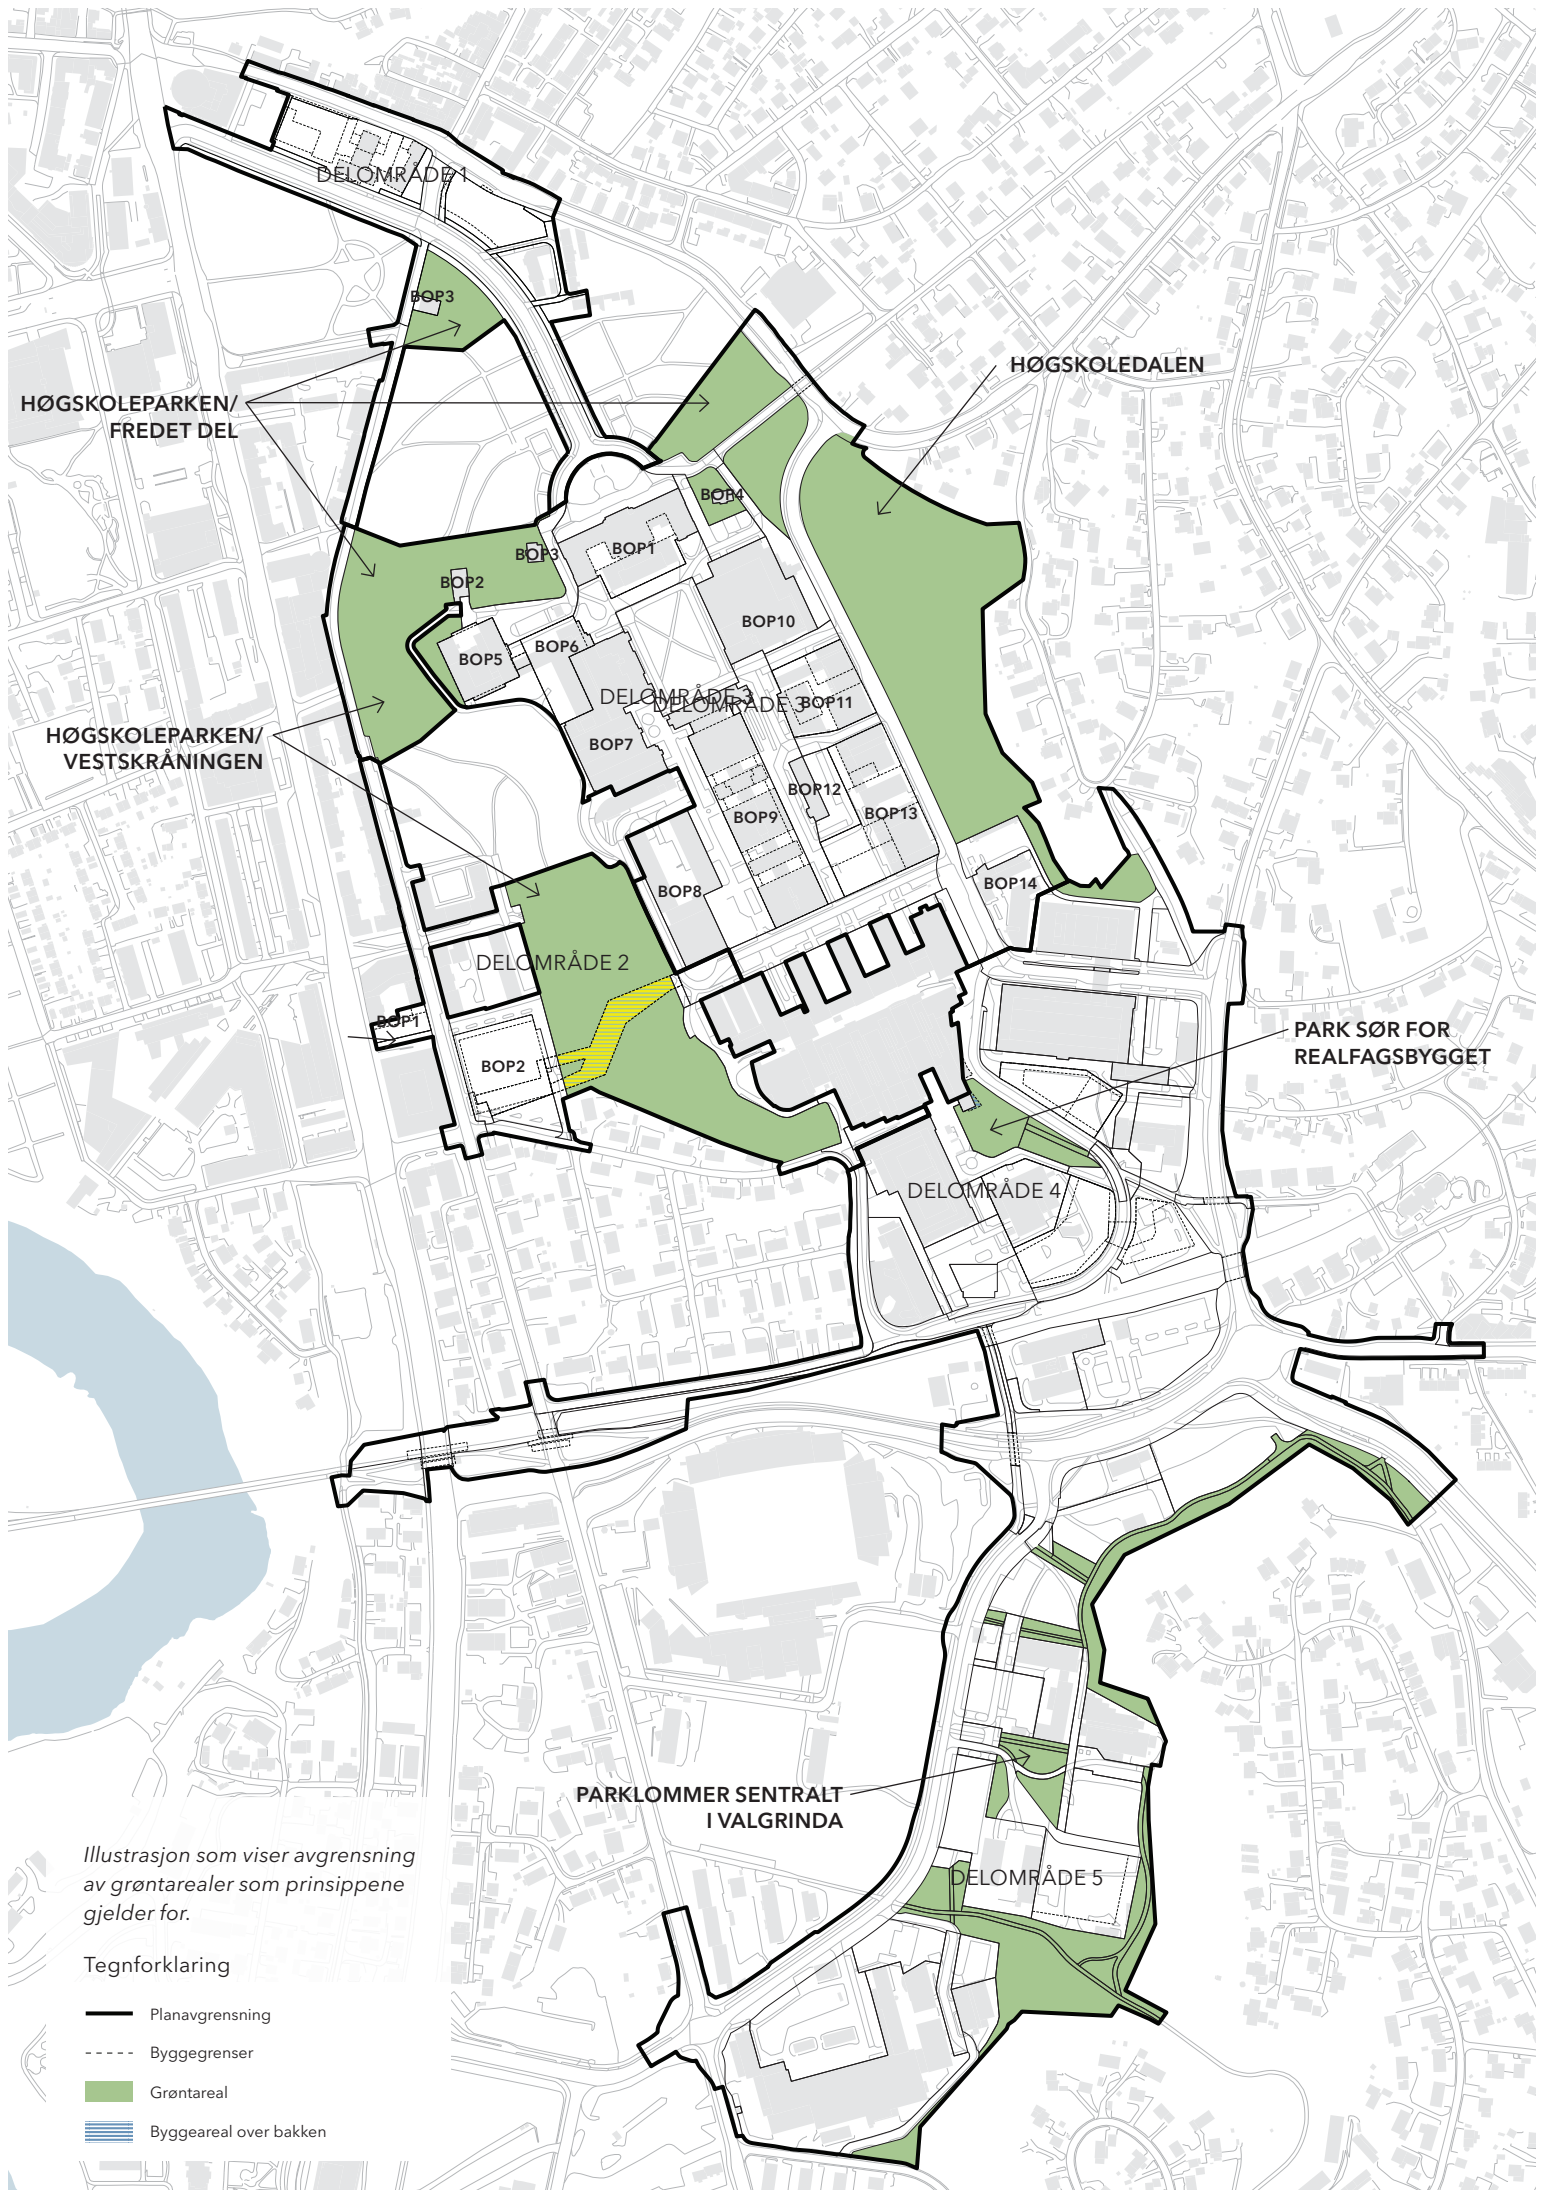 DELOMRÅDE 1
BOP3
HØGSKOLEDALEN
HØGSKOLEPARKEN/
FREDET DEL
BOP4
BOP1
BOP3
BOP2
BOP10
BOP6
BOP5
DELOMRÅDE 3
DELOMRÅDE 3
BOP11
HØGSKOLEPARKEN/
VESTSKRÅNINGEN
BOP7
BOP12
BOP9
BOP13
BOP8
BOP14
DELOMRÅDE 2
BOP1
PARK SØR FOR
REALFAGSBYGGET
BOP2
DELOMRÅDE 4
PARKLOMMER SENTRALT
I VALGRINDA
DELOMRÅDE 5
Illustrasjon som viser avgrensning
av grøntarealer som prinsippene
gjelder for.
Tegnforklaring
Planavgrensning
Byggegrenser
Grøntareal
Byggeareal over bakken